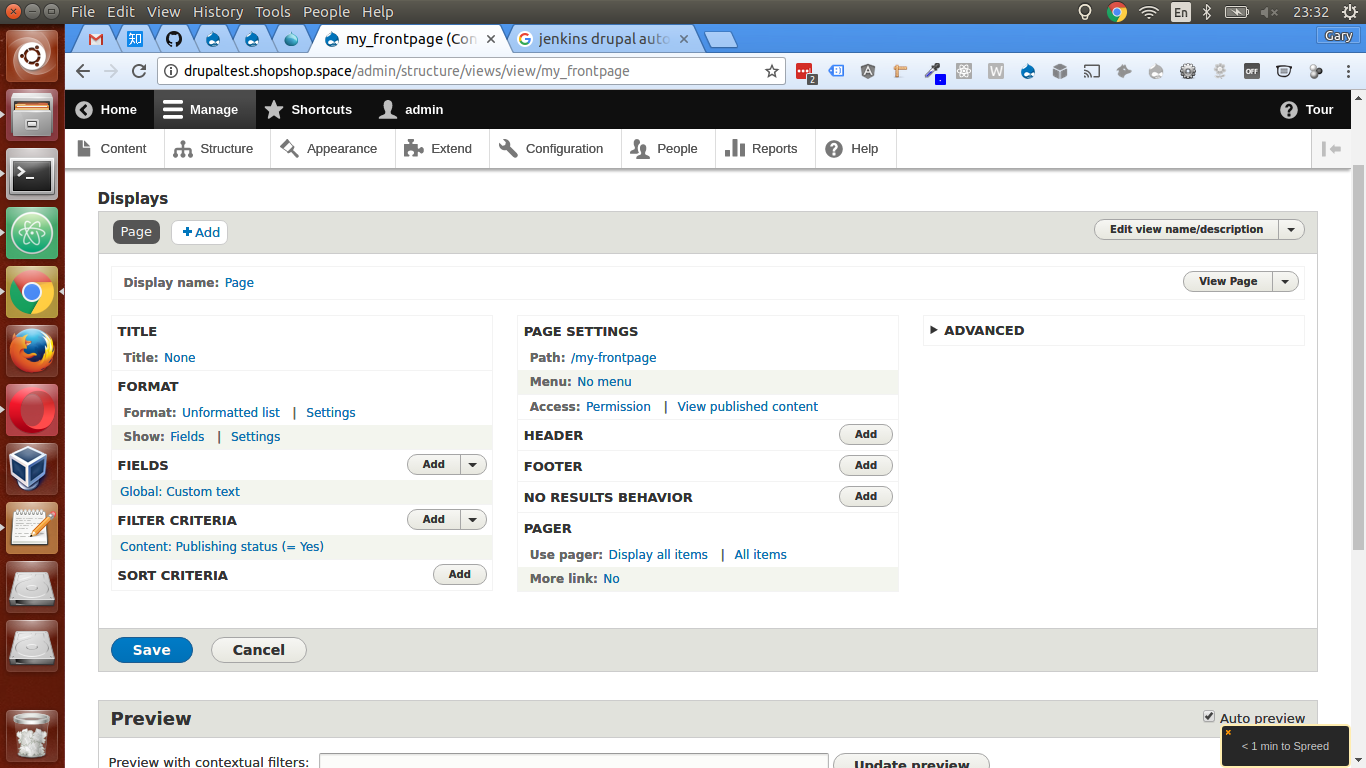 File Edit View History Tools People Help
En
23:32
知
my_frontpage (Con
jenkins drupal auto
Gary
drupaltest.shopshop.space/admin/structure/views/view/my_frontpage
2
W
OFF
Home
Manage
Shortcuts
admin
Tour
Content
Structure
Appearance
Extend
Configuration
People
Reports
Help
Displays
Page
+ Add
Edit view name/description
Display name: Page
View Page
TITLE
Title: None
FORMAT
Format: Unformatted list | Settings
Show: Fields | Settings
FIELDS
Add
Global: Custom text
FILTER CRITERIA
Add
Content: Publishing status (= Yes)
SORT CRITERIA
Add
PAGE SETTINGS
Path: /my-frontpage
Menu: No menu
Access: Permission | View published content
HEADER
Add
FOOTER
Add
NO RESULTS BEHAVIOR
Add
PAGER
Use pager: Display all items | All items
More link: No
ADVANCED
Save
Cancel
Preview
Auto preview
Preview with contextual filters:
Update preview
< 1 min to Spreed